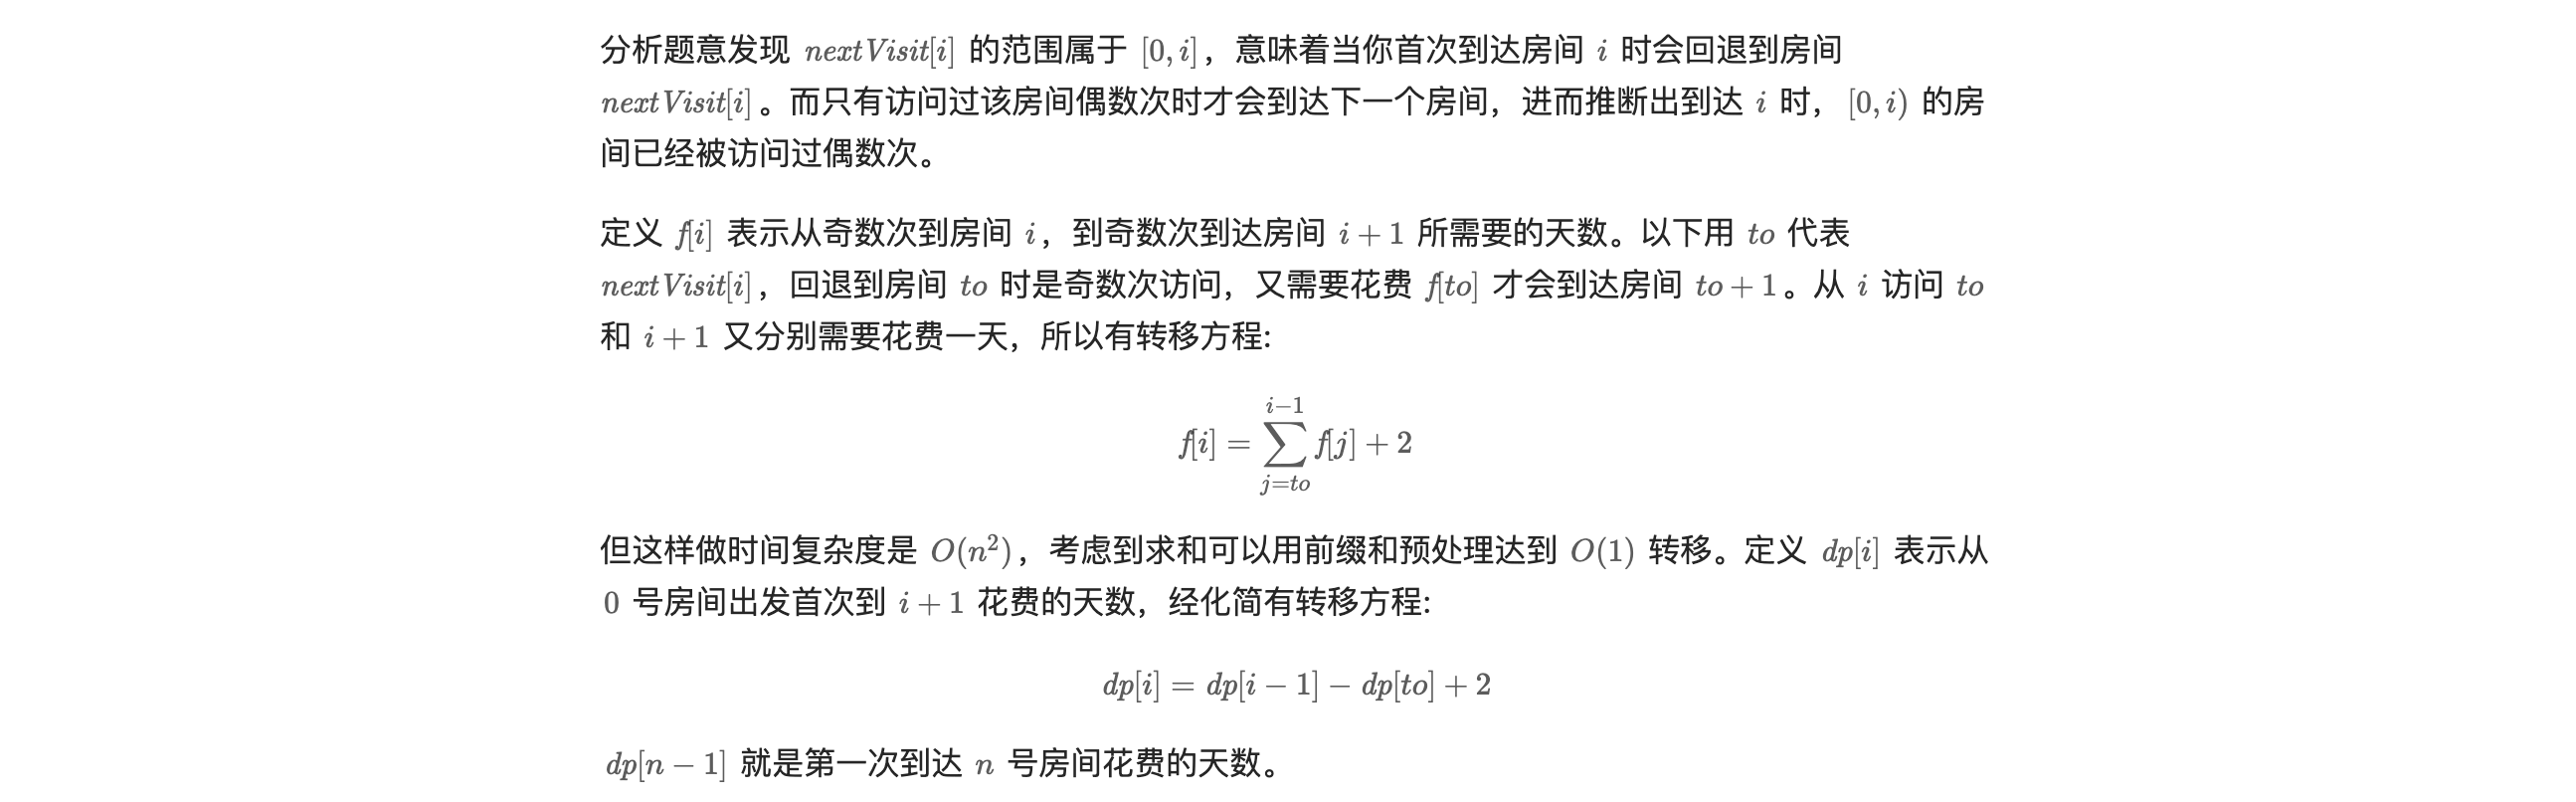 分析题意发现 nextVisit[i] 的范围属于 [0, i]，意味着当你首次到达房间 i 时会回退到房间
nextVisit[i]。而只有访问过该房间偶数次时才会到达下一个房间，进而推断出到达 i 时，[0, i) 的房
间已经被访问过偶数次。
定义 f[i] 表示从奇数次到房间 i，到奇数次到达房间 i + 1 所需要的天数。以下用 to 代表
nextVisit[i]，回退到房间 to 时是奇数次访问，又需要花费 f[to] 才会到达房间 to + 1。从 i 访问 to
和 i + 1 又分别需要花费一天，所以有转移方程:
f[i] = \sum_{j=to}^{i-1} f[j] + 2
但这样做时间复杂度是 O(n²)，考虑到求和可以用前缀和预处理达到 O(1) 转移。定义 dp[i] 表示从
0 号房间出发首次到 i + 1 花费的天数，经化简有转移方程:
dp[i] = dp[i − 1] − dp[to] + 2
dp[n − 1] 就是第一次到达 n 号房间花费的天数。